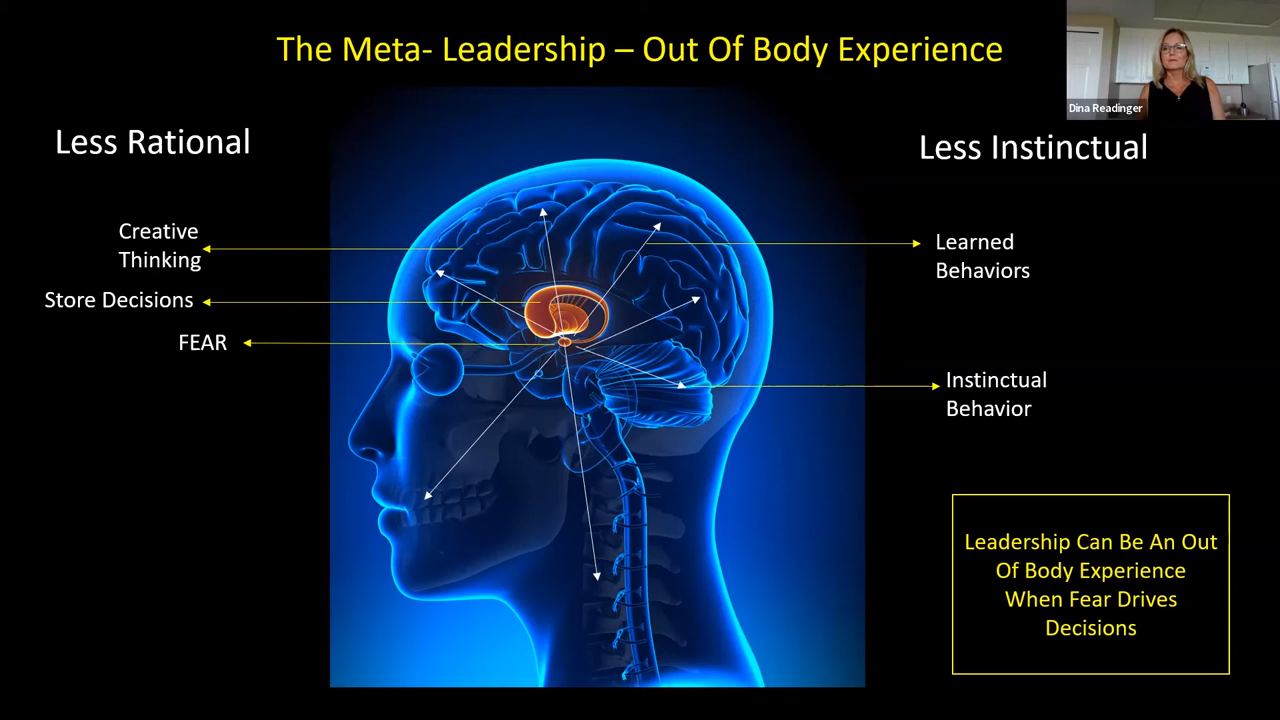 The Meta- Leadership – Out Of Body Experience
Dina Readinger
Less Rational
Less Instinctual
Creative
Thinking
Store Decisions
FEAR
Learned
Behaviors
Instinctual
Behavior
Leadership Can Be An Out
Of Body Experience
When Fear Drives
Decisions